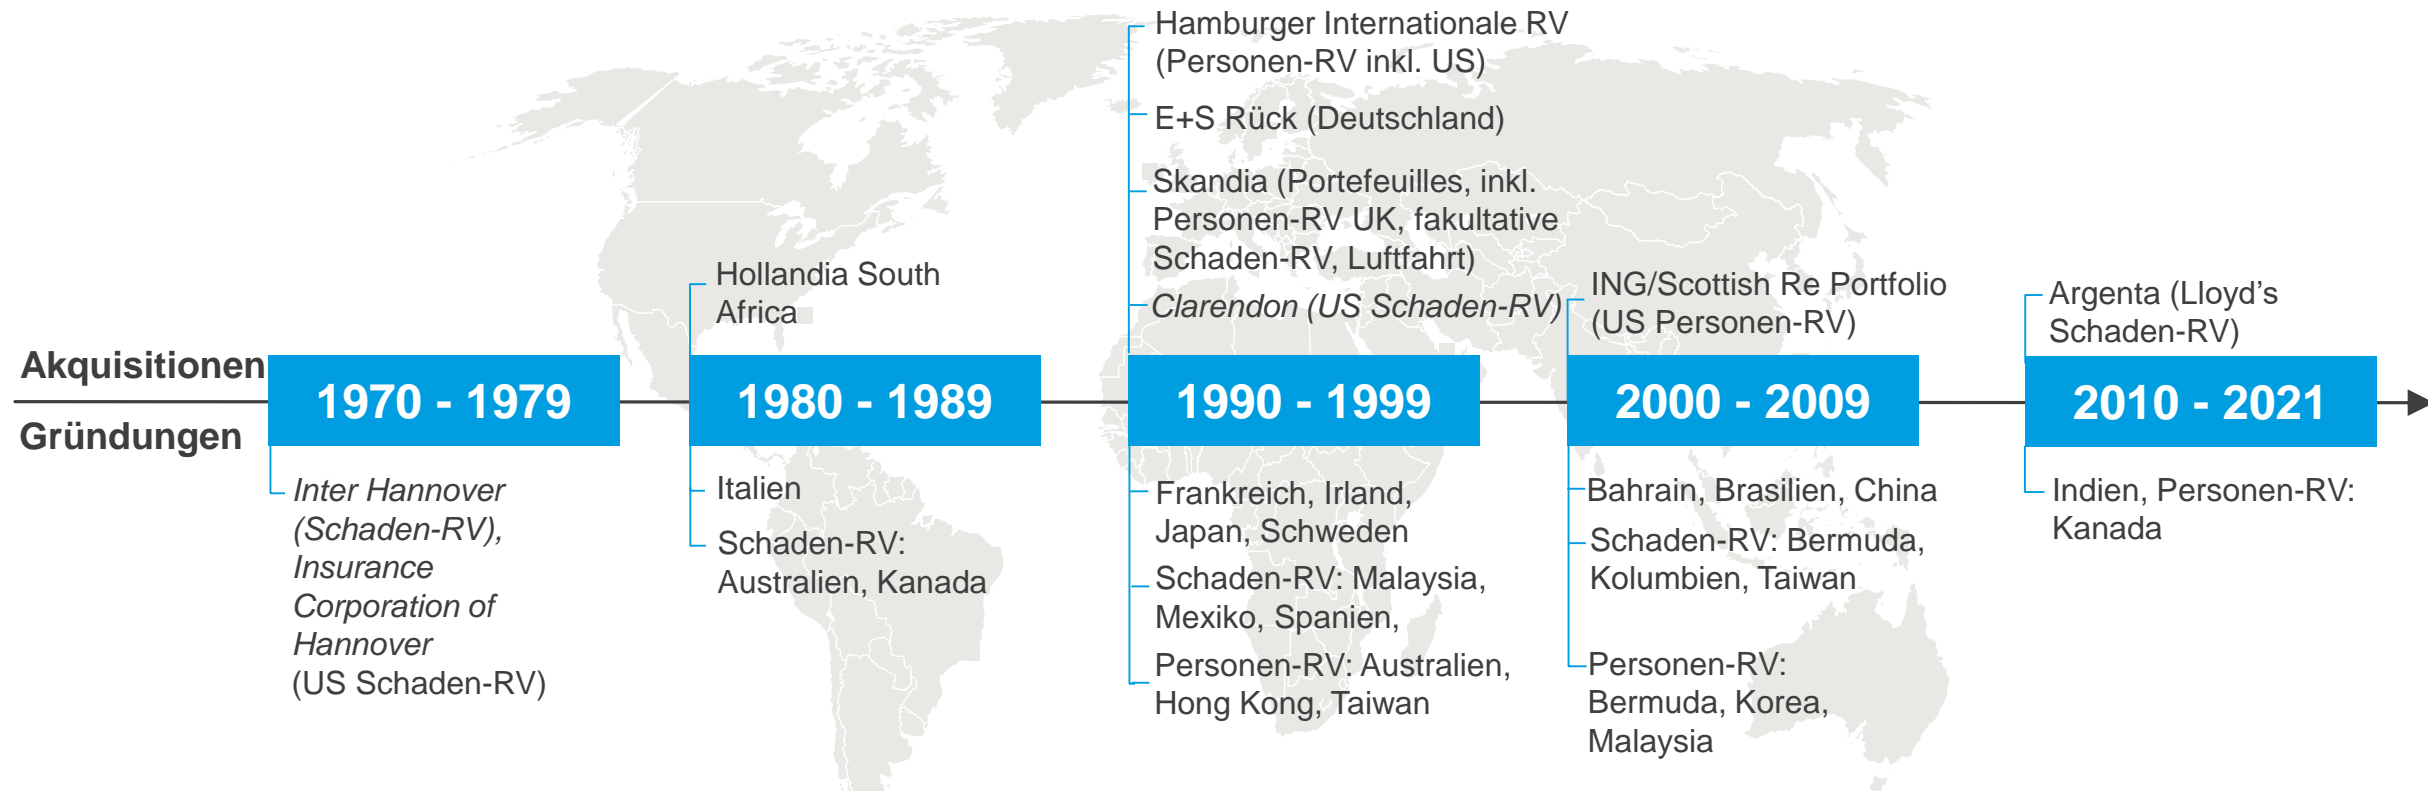 Hamburger Internationale RV
(Personen-RV inkl. US)
E+S Rück (Deutschland)
Skandia (Portefeuilles, inkl.
Personen-RV UK, fakultative
Schaden-RV, Luftfahrt)
Clarendon (US Schaden-RV)
Hollandia South
Africa
ING/Scottish Re Portfolio
(US Personen-RV)
Argenta (Lloyd’s
Schaden-RV)
Akquisitionen
Gründungen
1970 - 1979
1980 - 1989
1990 - 1999
2000 - 2009
2010 - 2021
Inter Hannover
(Schaden-RV),
Insurance
Corporation of
Hannover
(US Schaden-RV)
Italien
Schaden-RV:
Australien, Kanada
Frankreich, Irland,
Japan, Schweden
Schaden-RV: Malaysia,
Mexiko, Spanien,
Personen-RV: Australien,
Hong Kong, Taiwan
Bahrain, Brasilien, China
Schaden-RV: Bermuda,
Kolumbien, Taiwan
Personen-RV:
Bermuda, Korea,
Malaysia
Indien, Personen-RV:
Kanada